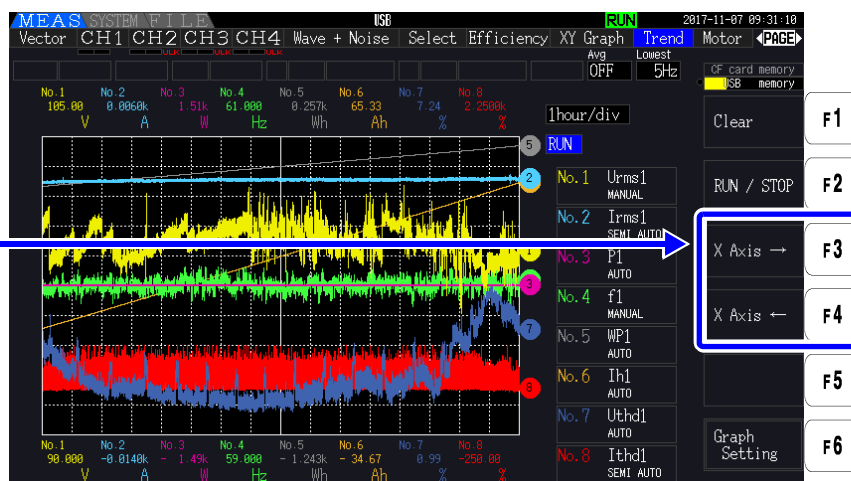 MEAS SYSTEM FILE USB RUN 2017-11-07 09:31:10
Vector CH1 CH2 CH3 CH4 Wave + Noise Select Efficiency XY Graph Trend Motor PAGE
Avg Lowest
OFF 5Hz
CF card memory
USB memory
No.1 No.2 No.3 No.4 No.5 No.6 No.7 No.8
105.00 0.0060k 1.51k 61.000 0.257k 65.33 7.24 2.2500k
V A W Hz Wh Ah % %
1hour/div
RUN
Clear F1
RUN / STOP F2
X Axis → F3
X Axis ← F4
F5
Graph Setting F6
5
2
1
3
7
8
No.1 Urms1
MANUAL
No.2 Irms1
SEMI AUTO
No.3 P1
AUTO
No.4 f1
MANUAL
No.5 WP1
AUTO
No.6 Ih1
AUTO
No.7 Uthd1
AUTO
No.8 Ithd1
SEMI AUTO
No.1 No.2 No.3 No.4 No.5 No.6 No.7 No.8
90.000 -0.0140k - 1.49k 59.000 - 1.243k - 34.67 0.99 -250.00
V A W Hz Wh Ah % %